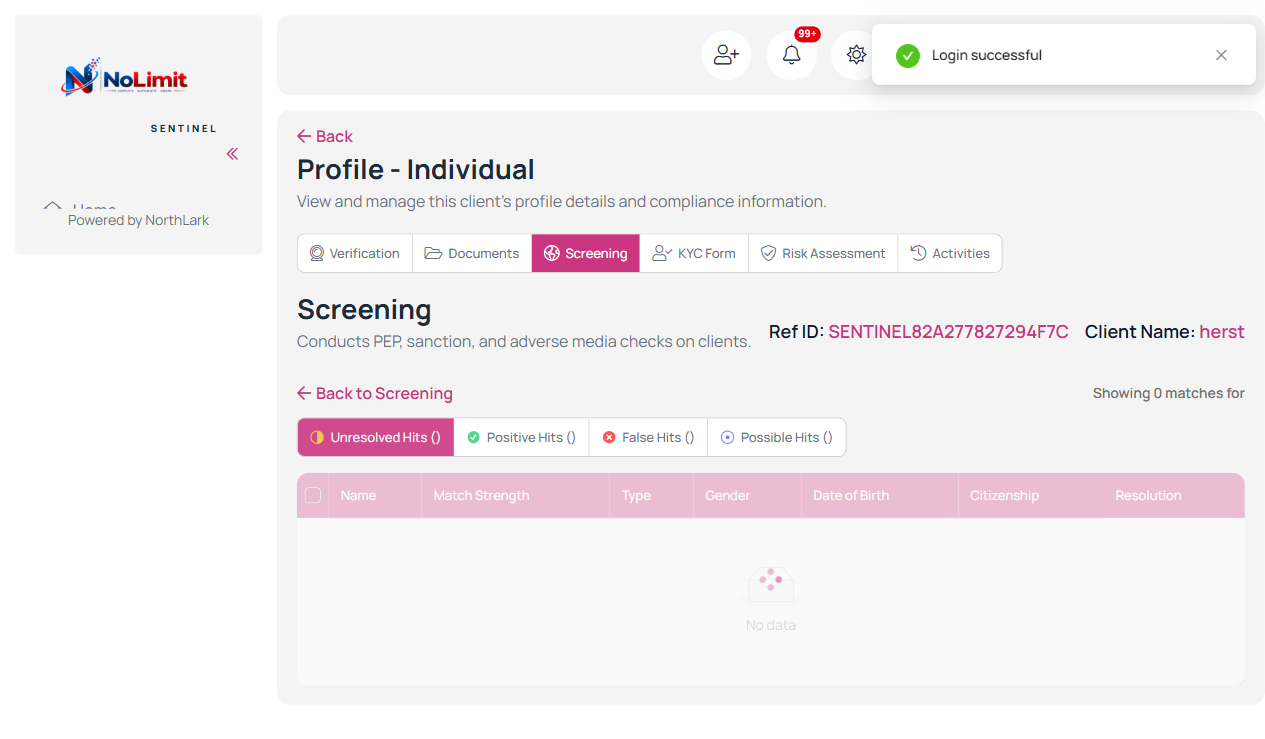 NoLimit
SENTINEL
Home
Powered by NorthLark
99+
Login successful
Back
Profile - Individual
View and manage this client's profile details and compliance information.
Verification
Documents
Screening
KYC Form
Risk Assessment
Activities
Screening
Conducts PEP, sanction, and adverse media checks on clients.
Ref ID: SENTINEL82A277827294F7C
Client Name: herst
Back to Screening
Showing 0 matches for
Unresolved Hits ()
Positive Hits ()
False Hits ()
Possible Hits ()
Name
Match Strength
Type
Gender
Date of Birth
Citizenship
Resolution
No data